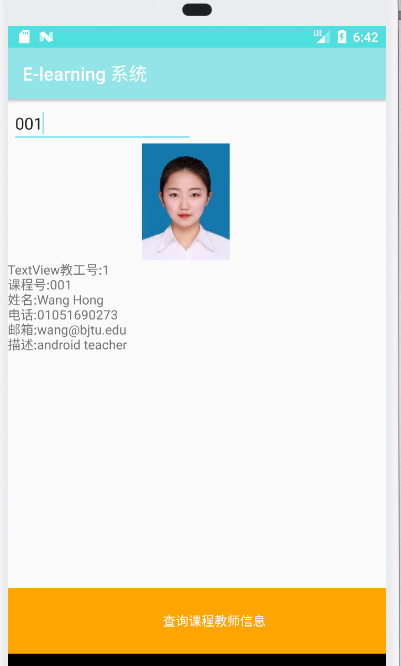 6:42
E-learning 系统
001
TextView教工号:1
课程号:001
姓名:Wang Hong
电话:01051690273
邮箱:wang@bjtu.edu
描述:android teacher
查询课程教师信息